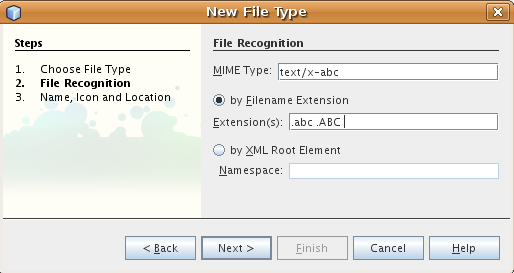 New File Type
Steps
1. Choose File Type
2. File Recognition
3. Name, Icon and Location
File Recognition
MIME Type: text/x-abc
by Filename Extension
Extension(s): .abc .ABC
by XML Root Element
Namespace:
< Back Next > Finish Cancel Help